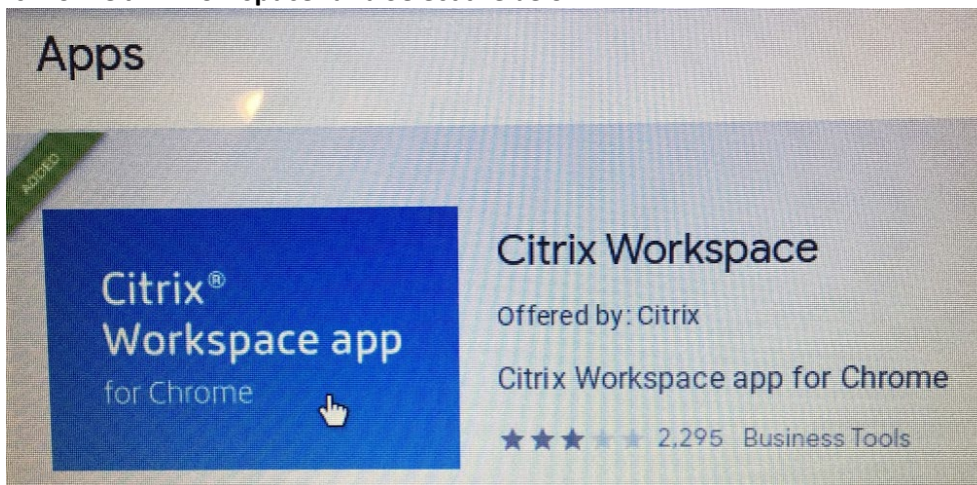 Apps
ADDED
Citrix®
Workspace app
for Chrome
Citrix Workspace
Offered by: Citrix
Citrix Workspace app for Chrome
2,295 Business Tools